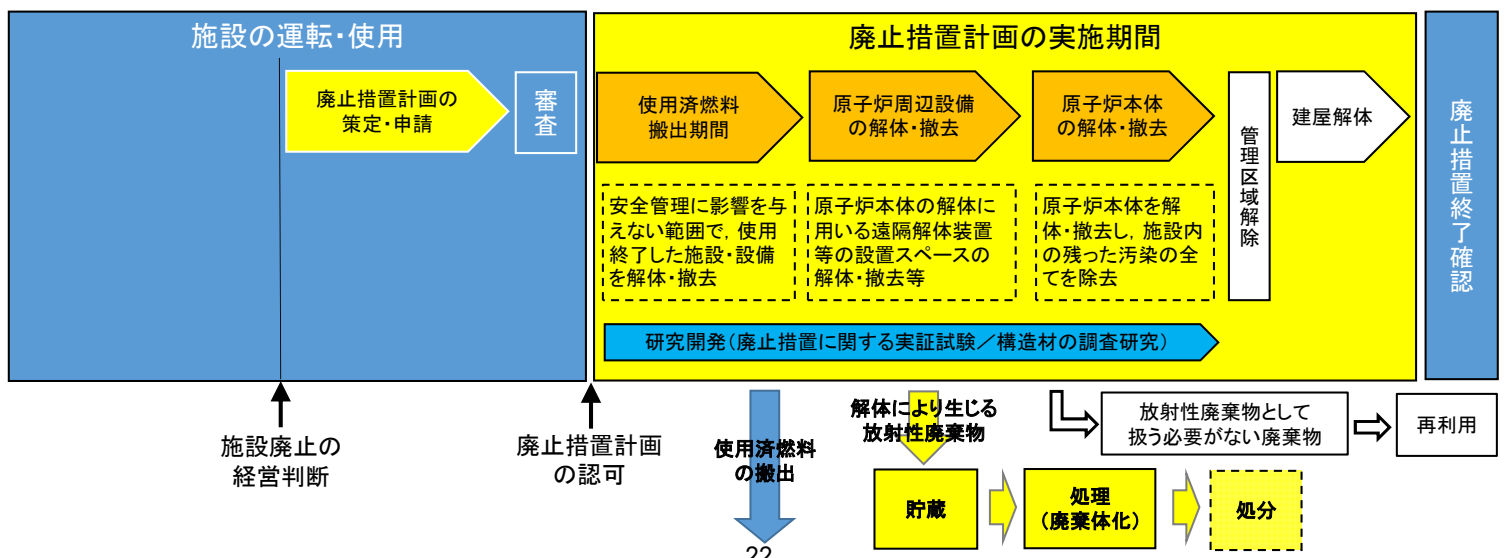 施設の運転・使用
廃止措置計画の
策定・申請
審査
廃止措置計画の実施期間
使用済燃料
搬出期間
原子炉周辺設備
の解体・撤去
原子炉本体
の解体・撤去
管理区域解除
建屋解体
廃止措置終了確認
安全管理に影響を与
えない範囲で，使用
終了した施設・設備
を解体・撤去
原子炉本体の解体に
用いる遠隔解体装置
等の設置スペースの
解体・撤去等
原子炉本体を解
体・撤去し，施設内
の残った汚染の全
てを除去
研究開発（廃止措置に関する実証試験／構造材の調査研究）
施設廃止の
経営判断
廃止措置計画
の認可
使用済燃料
の搬出
解体により生じる
放射性廃棄物
放射性廃棄物として
扱う必要がない廃棄物
再利用
貯蔵
処理
（廃棄体化）
処分
22